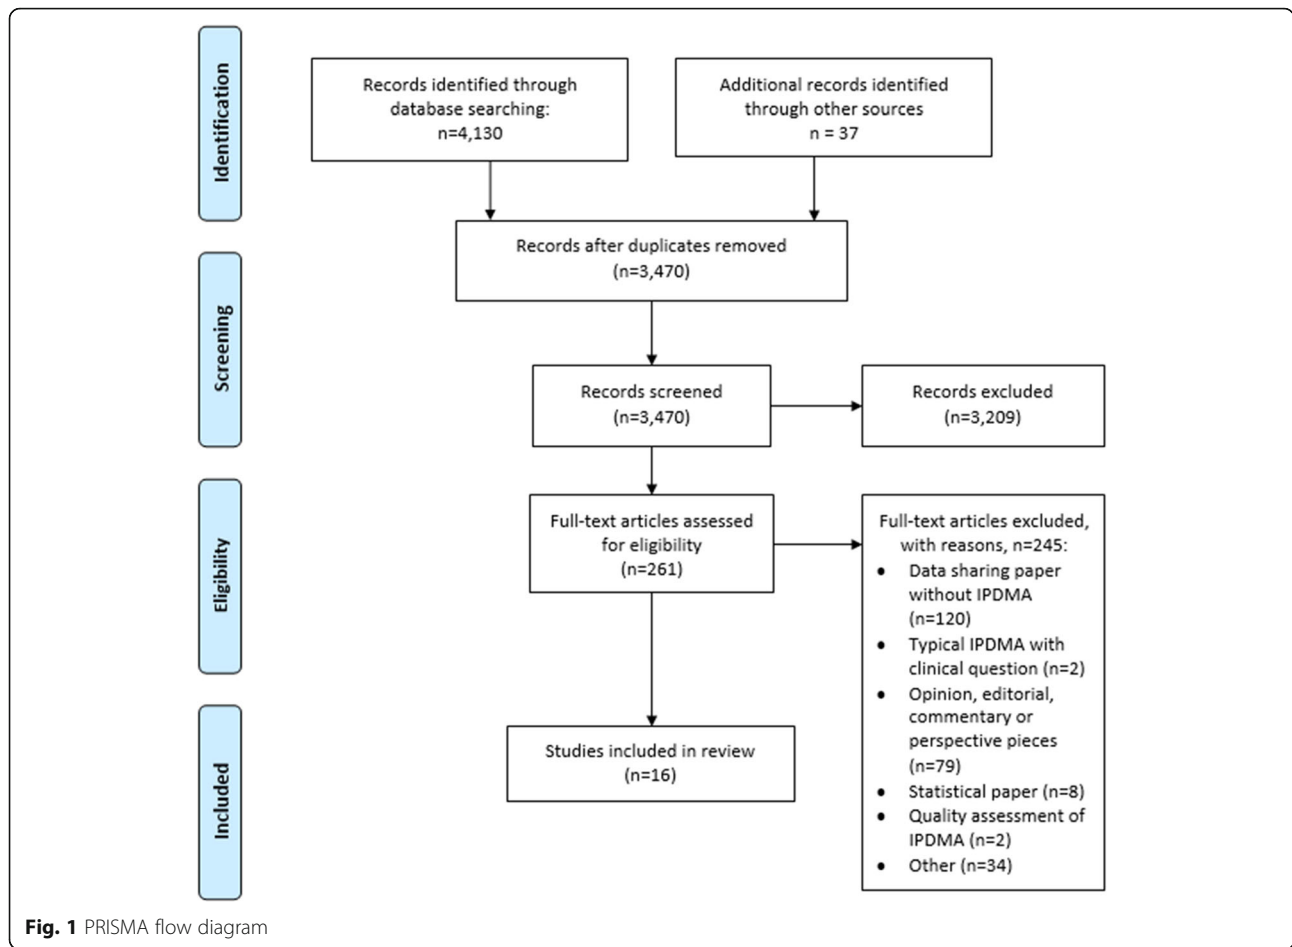 Identification
Records identified through
database searching:
n=4,130
Additional records identified
through other sources
n = 37
Records after duplicates removed
(n=3,470)
Screening
Records screened
(n=3,470)
Records excluded
(n=3,209)
Eligibility
Full-text articles assessed
for eligibility
(n=261)
Full-text articles excluded,
with reasons, n=245:
● Data sharing paper
without IPDMA
(n=120)
● Typical IPDMA with
clinical question (n=2)
● Opinion, editorial,
commentary or
perspective pieces
(n=79)
● Statistical paper (n=8)
● Quality assessment of
IPDMA (n=2)
● Other (n=34)
Included
Studies included in review
(n=16)
Fig. 1 PRISMA flow diagram